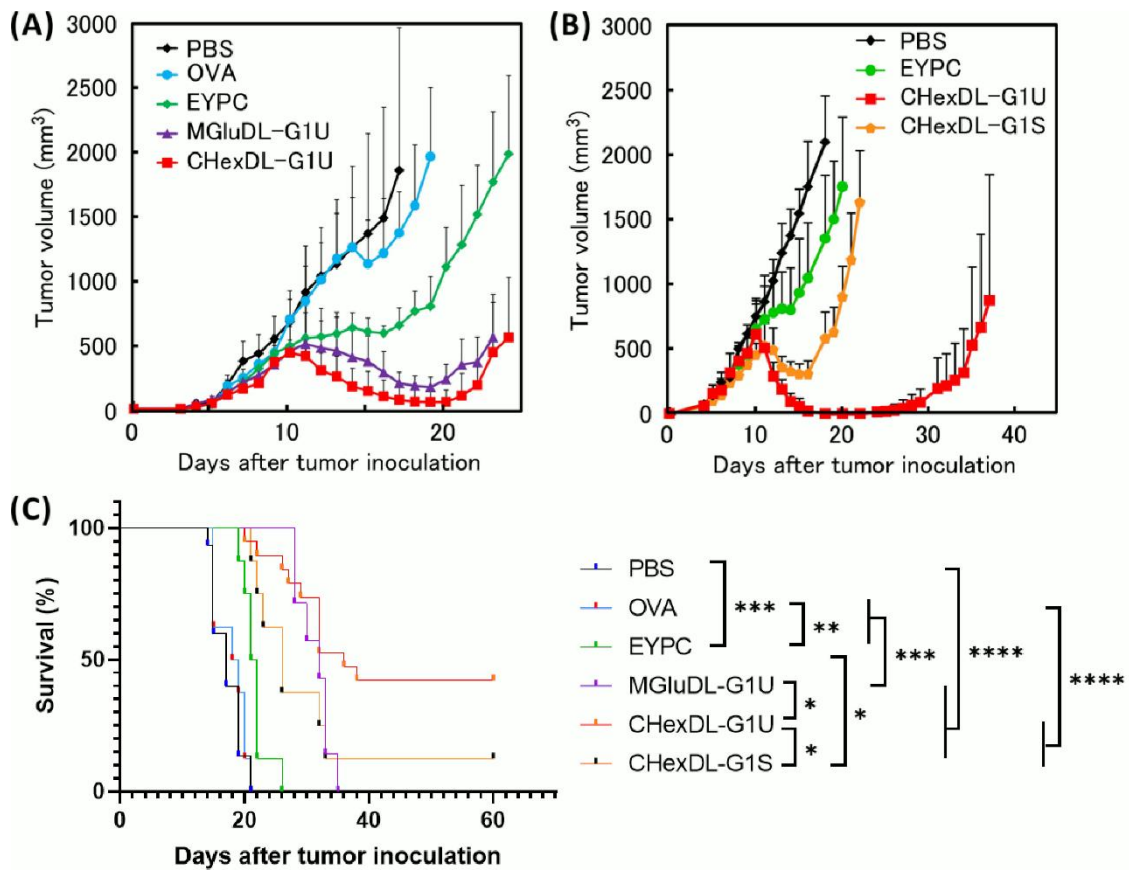 (A)
3000
2500
2000
1500
1000
500
0
Tumor volume (mm³)
PBS
OVA
EYPC
MGluDL-G1U
CHexDL-G1U
0 10 20
Days after tumor inoculation
(B)
3000
2500
2000
1500
1000
500
0
Tumor volume (mm³)
PBS
EYPC
CHexDL-G1U
CHexDL-G1S
0 10 20 30 40
Days after tumor inoculation
(C)
100
50
0
Survival (%)
0 20 40 60
Days after tumor inoculation
PBS
OVA
EYPC
MGluDL-G1U
CHexDL-G1U
CHexDL-G1S
***
**
*
*
*
***
****
****